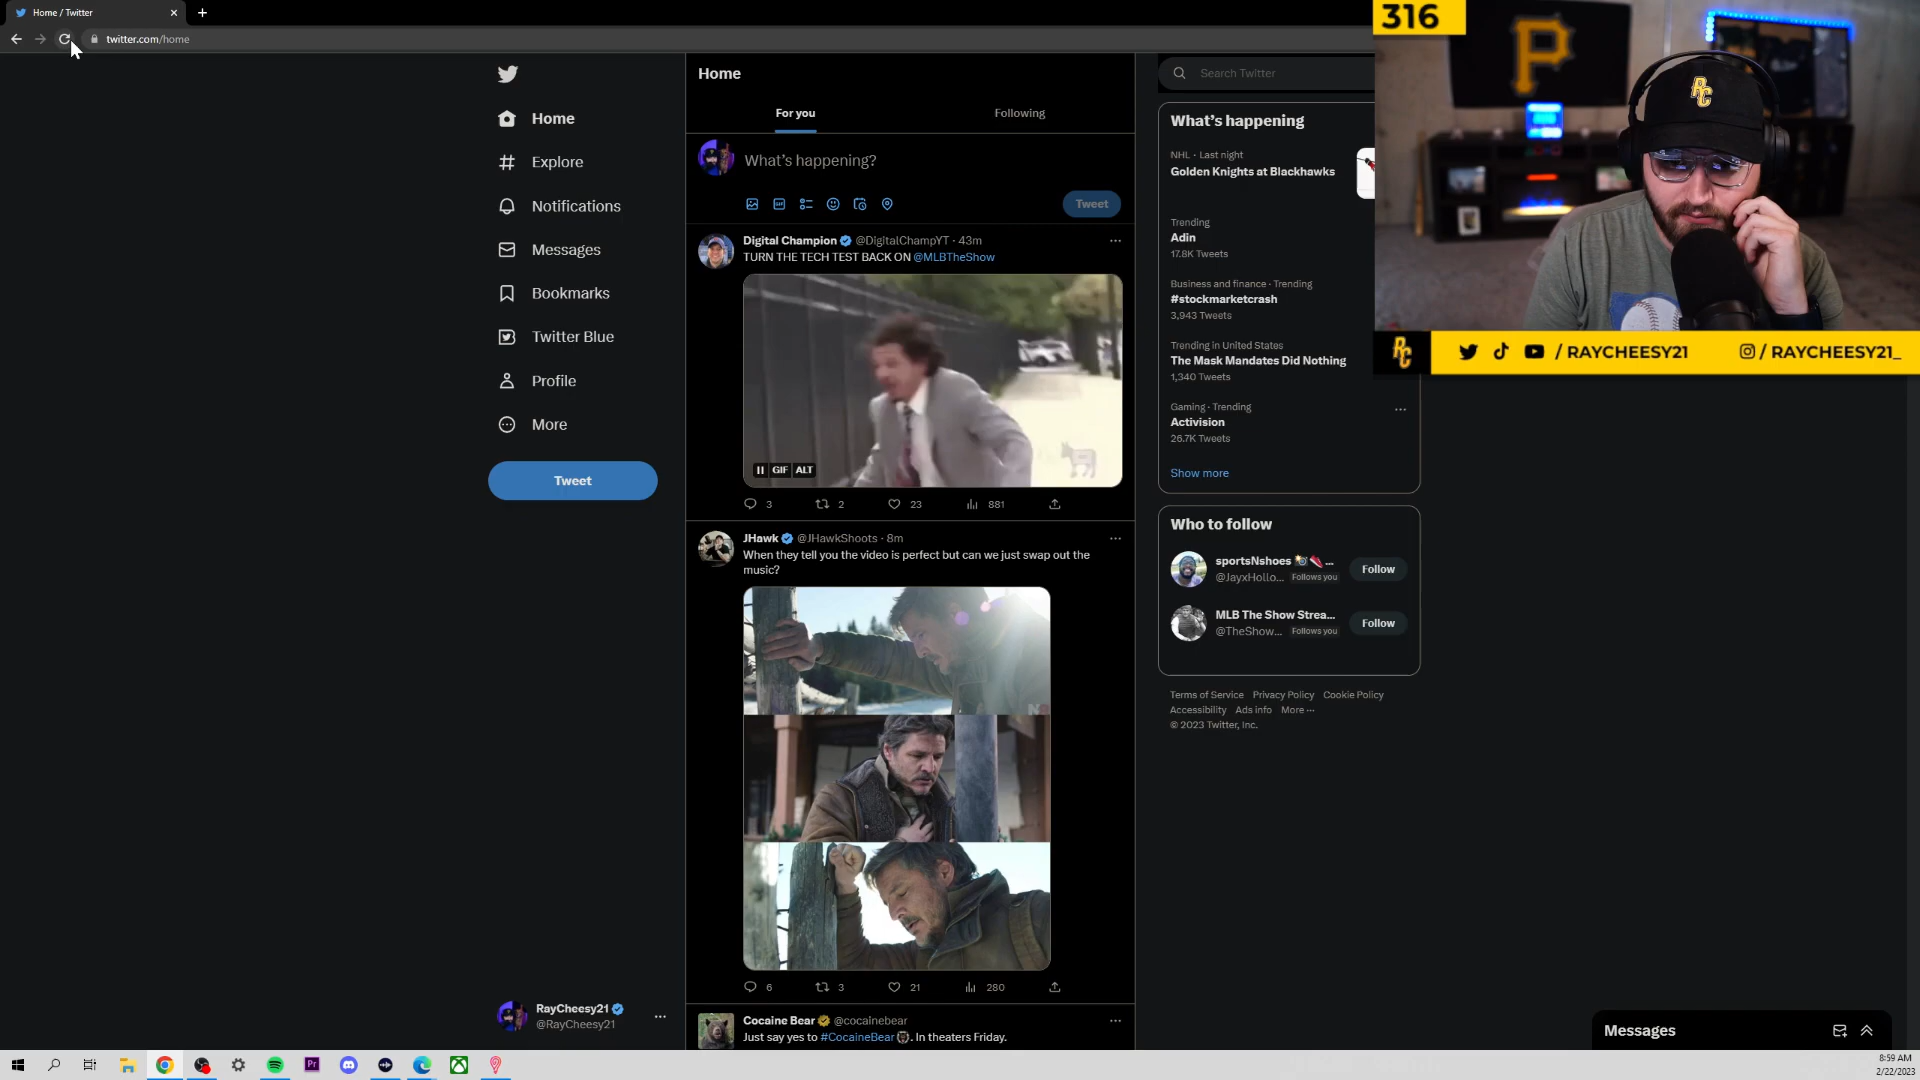 Home / Twitter
twitter.com/home
Home
Explore
Notifications
Messages
Bookmarks
Twitter Blue
Profile
More
Tweet
RayCheesy21
@RayCheesy21
Home
For you
Following
What's happening?
GIF
Tweet
Digital Champion @DigitalChampYT · 43m
TURN THE TECH TEST BACK ON @MLBTheShow
GIF ALT
3 2 23 881
JHawk @JHawkShoots · 8m
When they tell you the video is perfect but can we just swap out the
music?
6 3 21 280
Cocaine Bear @cocainebear
Just say yes to #CocaineBear. In theaters Friday.
Search Twitter
What's happening
NHL · Last night
Golden Knights at Blackhawks
Trending
Adin
17.8K Tweets
Business and finance · Trending
#stockmarketcrash
3,943 Tweets
Trending in United States
The Mask Mandates Did Nothing
1,340 Tweets
Gaming · Trending
Activision
26.7K Tweets
Show more
Who to follow
sportsNshoes ...
@JayxHollo... Follows you
Follow
MLB The Show Strea...
@TheShow... Follows you
Follow
Terms of Service Privacy Policy Cookie Policy
Accessibility Ads info More ...
© 2023 Twitter, Inc.
316
P
RC
RC
/ RAYCHEESY21
/ RAYCHEESY21_
Messages
Pr
8:59 AM
2/22/2023